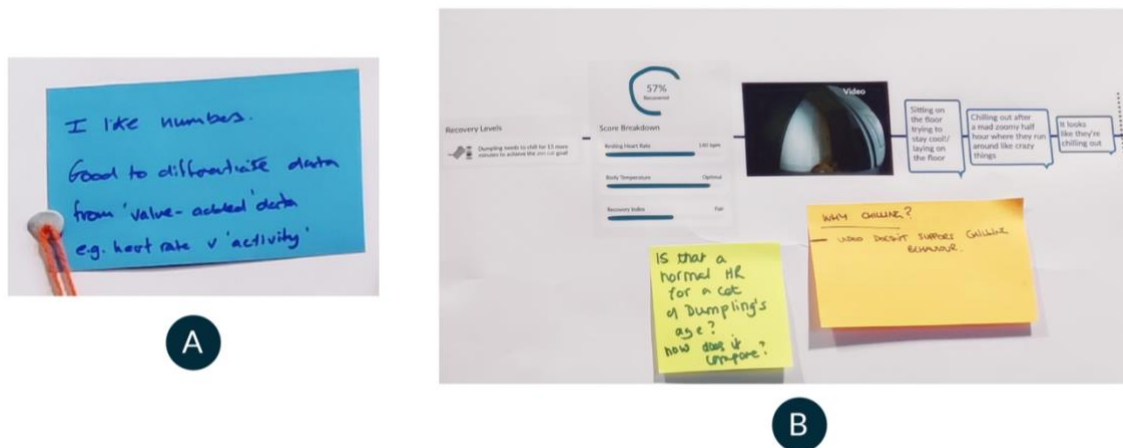 I like numbers.
Good to differentiate data
from 'value-added' data
e.g. heart rate v 'activity'
A
Recovery Levels
Dumpling needs to chill for 15 more
minutes to achieve the goal
57%
Recovered
Score Breakdown
Resting Heart Rate 140 bpm
Body Temperature Optimal
Recovery Index Fair
Video
Sitting on
the floor
trying to
stay cool?/
laying on
the floor
Chilling out after
a mad zoomy half
hour where they run
around like crazy
things
It looks
like they're
chilling out
Is that a
normal HR
for a cat
of Dumpling's
age?
how does it
compare?
WHY CHILLING?
- VIDEO DOESN'T SUPPORT CHILLING
BEHAVIOUR.
B